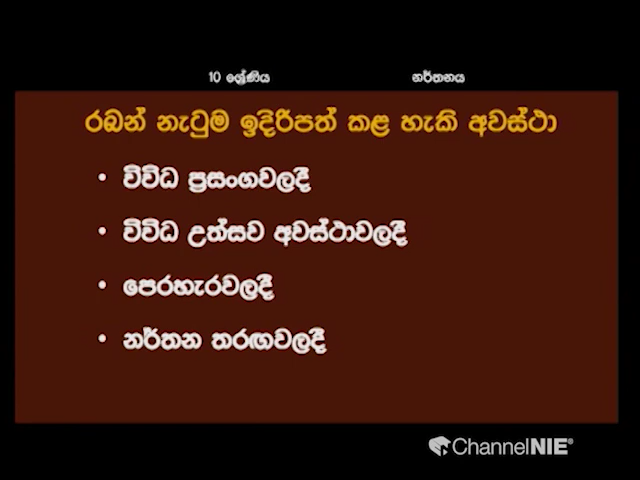 10 ශ්‍රේණිය නර්තනය
රබන් නැටුම ඉදිරිපත් කළ හැකි අවස්ථා
• විවිධ ප්‍රසංගවලදී
• විවිධ උත්සව අවස්ථාවලදී
• පෙරහැරවලදී
• නර්තන තරඟවලදී
ChannelNIE®